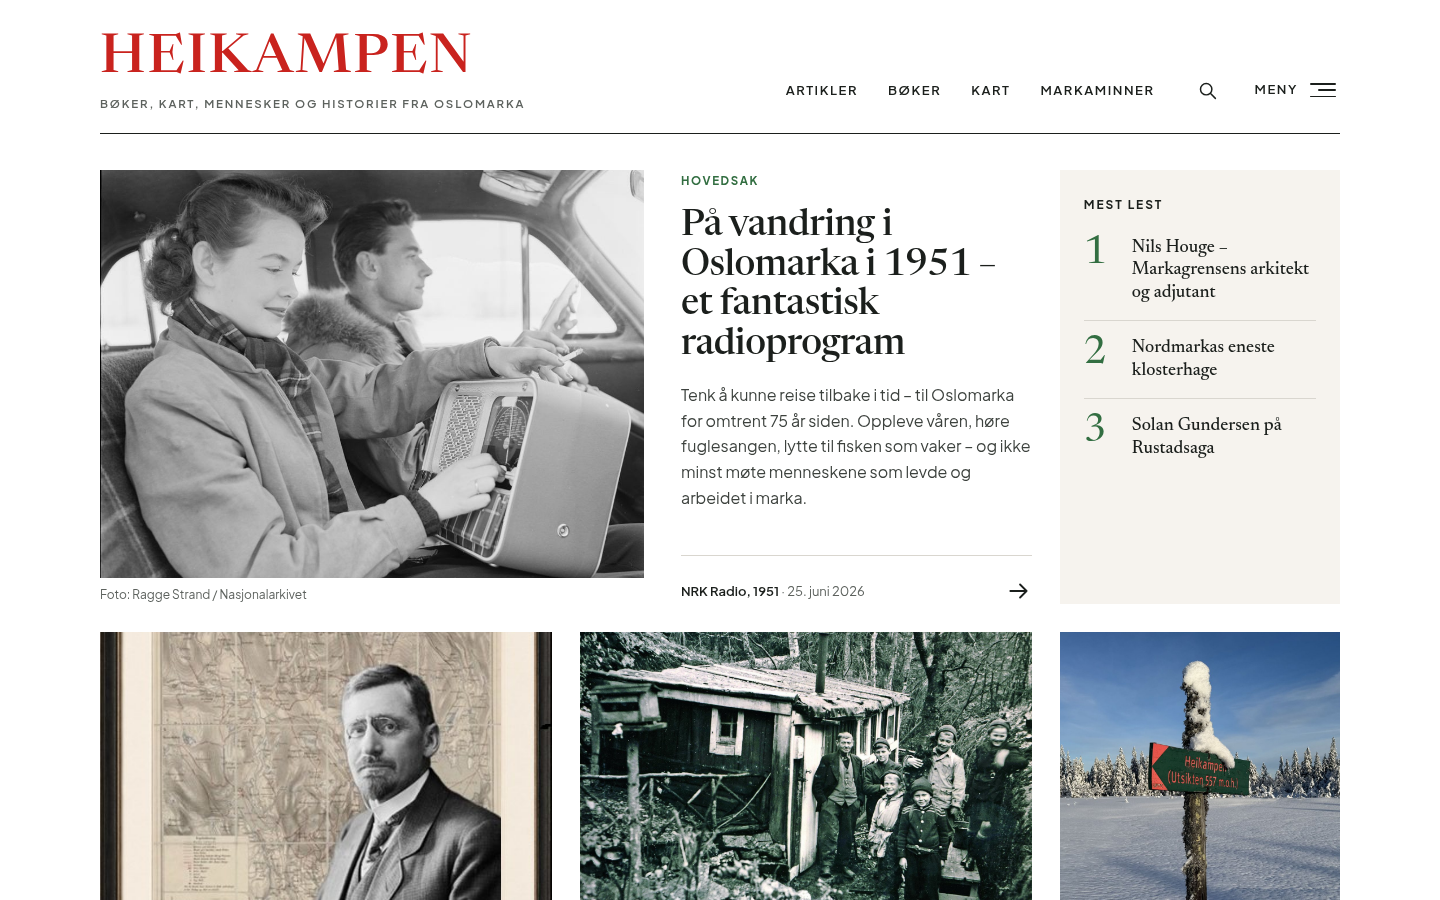 HEIKAMPEN
BØKER, KART, MENNESKER OG HISTORIER FRA OSLOMARKA
ARTIKLER
BØKER
KART
MARKAMINNER
MENY
HOVEDSAK
På vandring i
Oslomarka i 1951 –
et fantastisk
radioprogram
Tenk å kunne reise tilbake i tid – til Oslomarka
for omtrent 75 år siden. Oppleve våren, høre
fuglesangen, lytte til fisken som vaker – og ikke
minst møte menneskene som levde og
arbeidet i marka.
NRK Radio, 1951 · 25. juni 2026
Foto: Ragge Strand / Nasjonalarkivet
MEST LEST
1
Nils Houge –
Markagrensens arkitekt
og adjutant
2
Nordmarkas eneste
klosterhage
3
Solan Gundersen på
Rustadsaga
Heikampen
(Utsikten 557 m.o.h.)